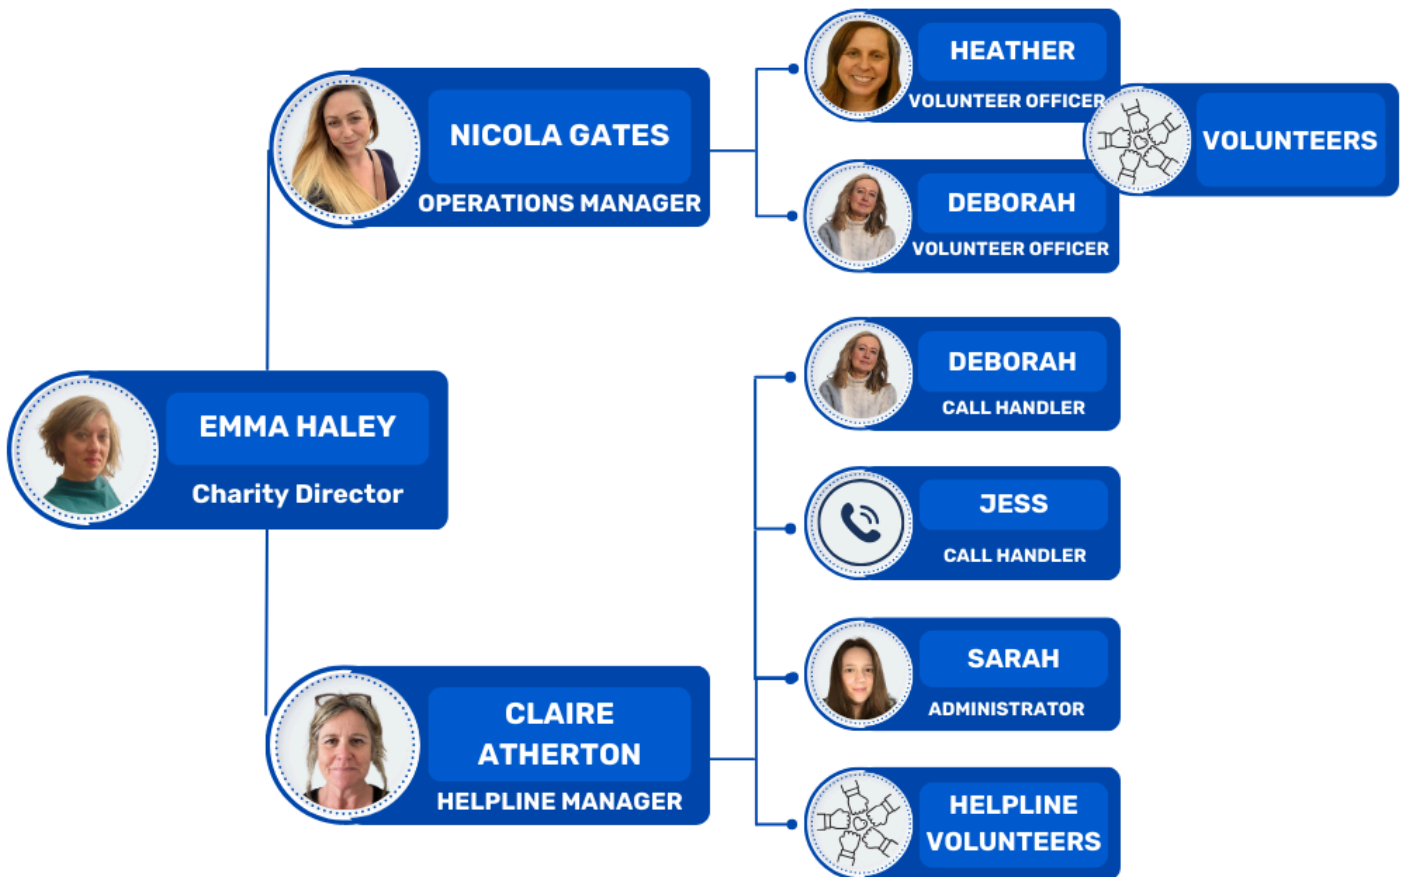 HEATHER
VOLUNTEER OFFICER
NICOLA GATES
OPERATIONS MANAGER
VOLUNTEERS
DEBORAH
VOLUNTEER OFFICER
DEBORAH
CALL HANDLER
EMMA HALEY
Charity Director
JESS
CALL HANDLER
SARAH
ADMINISTRATOR
CLAIRE
ATHERTON
HELPLINE MANAGER
HELPLINE
VOLUNTEERS